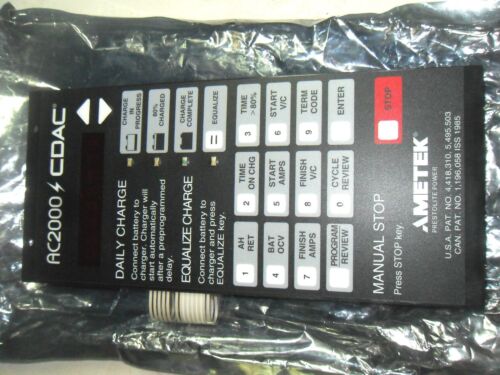 AC2000 CDAC®
CHARGE
IN
PROGRESS
80%
CHARGED
CHARGE
COMPLETE
EQUALIZE
DAILY CHARGE
Connect battery to
charger. Charger will
start automatically
after a preprogrammed
delay.
EQUALIZE CHARGE
Connect battery to
charger and press
EQUALIZE key.
1
AH
RET
2
TIME
ON CHG
3
TIME
>80%
4
BAT
OCV
5
START
AMPS
6
START
V/C
7
FINISH
AMPS
8
FINISH
V/C
9
TERM
CODE
PROGRAM
REVIEW
0
CYCLE
REVIEW
ENTER
MANUAL STOP
Press STOP key.
STOP
AMETEK
PRESTOLITE POWER
U.S.A. PAT. NO. 4,418,310, 5,495,903
CAN. PAT. NO. 1,196,058 ISS 1985